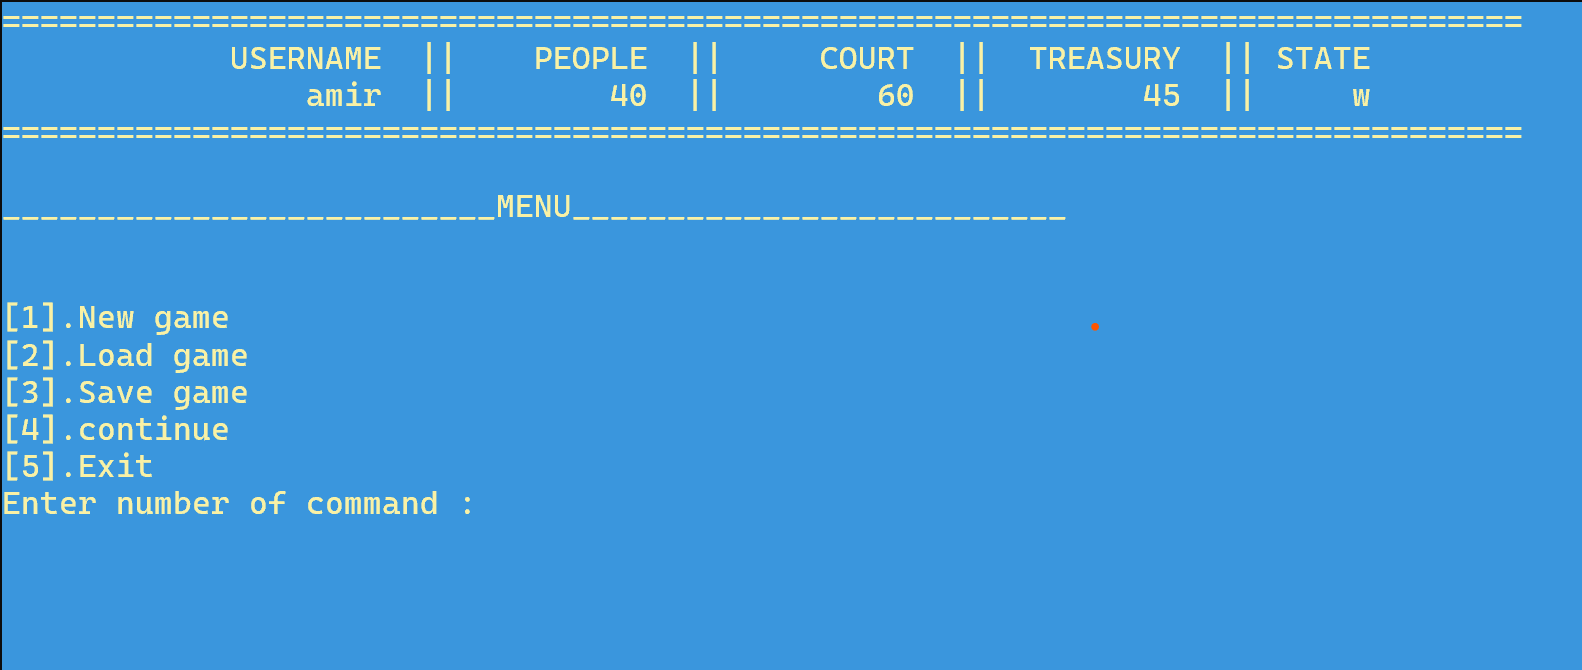 ================================================================================
USERNAME || PEOPLE || COURT || TREASURY || STATE
amir || 40 || 60 || 45 || w
================================================================================
__________________________MENU__________________________
[1].New game
[2].Load game
[3].Save game
[4].continue
[5].Exit
Enter number of command :